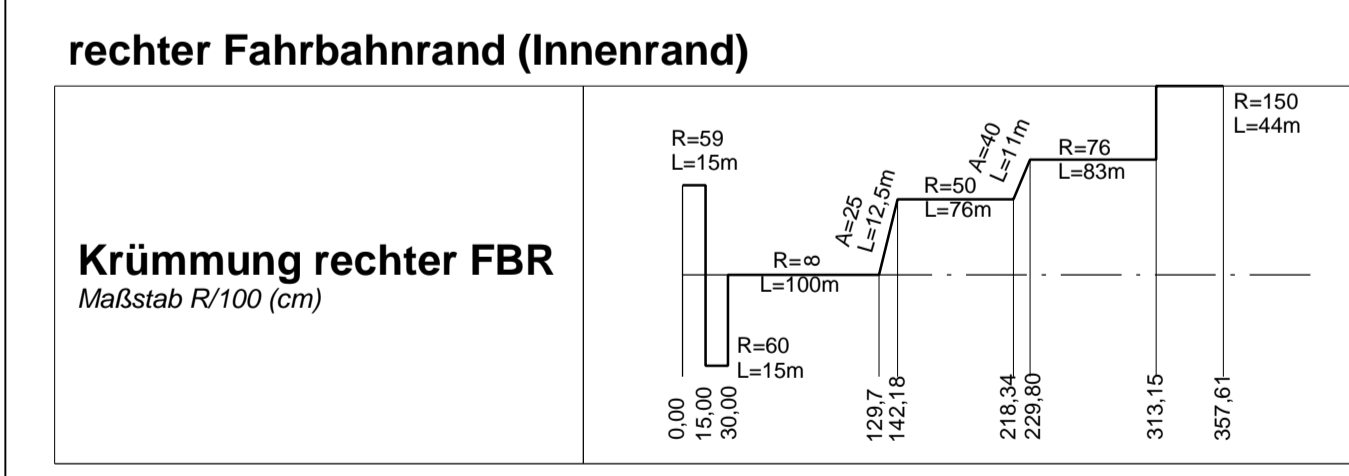 rechter Fahrbahnrand (Innenrand)
Krümmung rechter FBR
Maßstab R/100 (cm)
R=59
L=15m
R=60
L=15m
R=∞
L=100m
A=25
L=12,5m
R=50
L=76m
A=40
L=11m
R=76
L=83m
R=150
L=44m
0,00
15,00
30,00
129,7
142,18
218,34
229,80
313,15
357,61